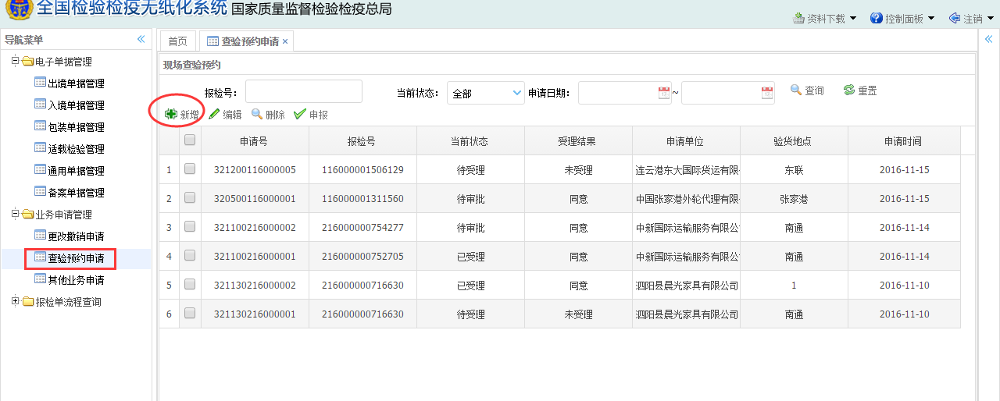 全国检验检疫无纸化系统 国家质量监督检验检疫总局
资料下载 控制面板 注销
导航菜单
电子单据管理
出境单据管理
入境单据管理
包装单据管理
适载检验管理
通用单据管理
备案单据管理
业务申请管理
更改撤销申请
查验预约申请
其他业务申请
报检单流程查询
首页 查验预约申请 ×
现场查验预约
报检号： 当前状态： 全部 申请日期： ~ 查询 重置
新增 编辑 删除 申报
申请号 报检号 当前状态 受理结果 申请单位 验货地点 申请时间
1 321200116000005 116000001506129 待受理 未受理 连云港东大国际货运有限 东联 2016-11-15
2 320500116000001 116000001311560 待审批 同意 中国张家港外轮代理有限 张家港 2016-11-15
3 321100216000002 216000000754277 待审批 同意 中新国际运输服务有限公 南通 2016-11-14
4 321100216000001 216000000752705 已受理 同意 中新国际运输服务有限公 南通 2016-11-14
5 321130216000002 216000000716630 已受理 同意 泗阳县晨光家具有限公司 1 2016-11-10
6 321130216000001 216000000716630 待受理 未受理 泗阳县晨光家具有限公司 南通 2016-11-10